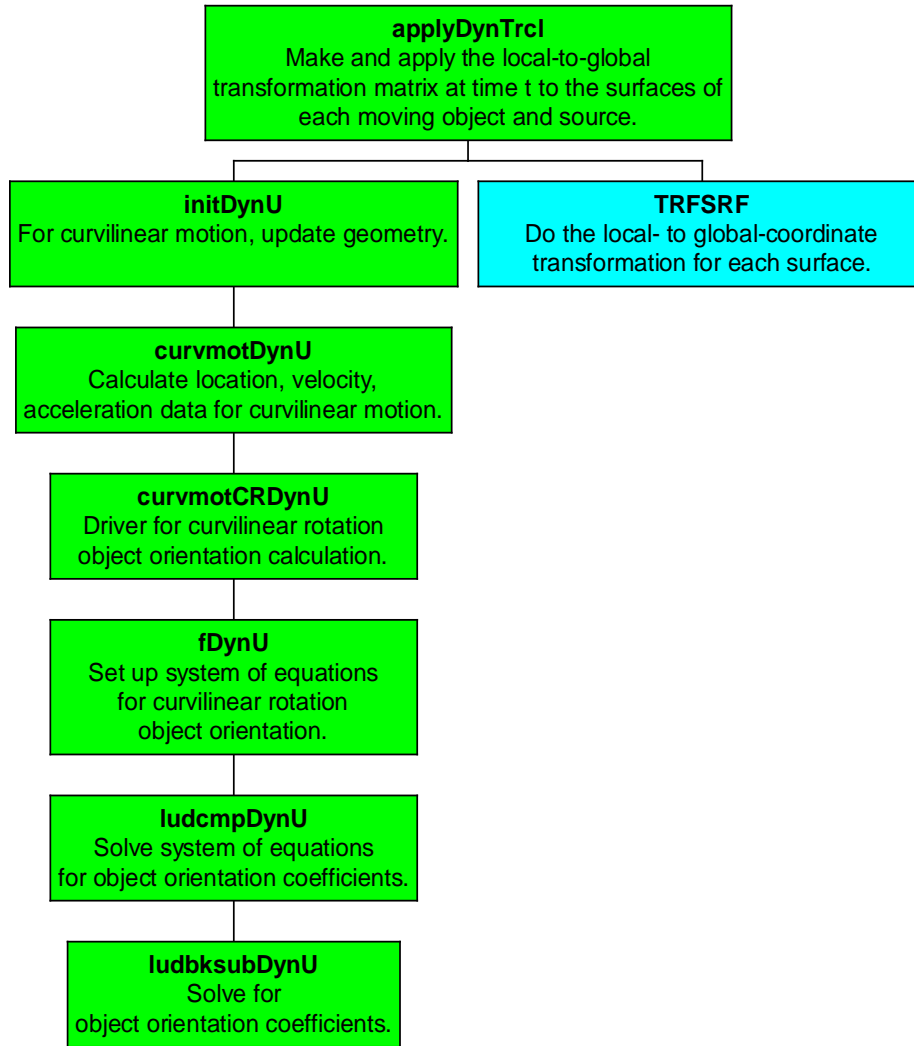 applyDynTrcl
Make and apply the local-to-global
transformation matrix at time t to the surfaces of
each moving object and source.
initDynU
For curvilinear motion, update geometry.
TRFSRF
Do the local- to global-coordinate
transformation for each surface.
curvmotDynU
Calculate location, velocity,
acceleration data for curvilinear motion.
curvmotCRDynU
Driver for curvilinear rotation
object orientation calculation.
fDynU
Set up system of equations
for curvilinear rotation
object orientation.
ludcmpDynU
Solve system of equations
for object orientation coefficients.
ludbksubDynU
Solve for
object orientation coefficients.